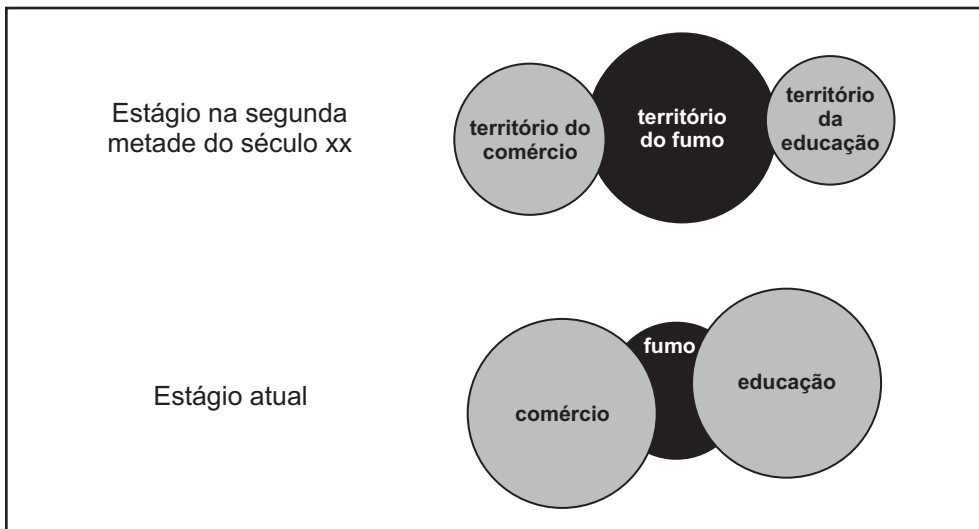 Estágio na segunda
metade do século xx
território do
comércio
território
do fumo
território
da
educação
Estágio atual
comércio
fumo
educação